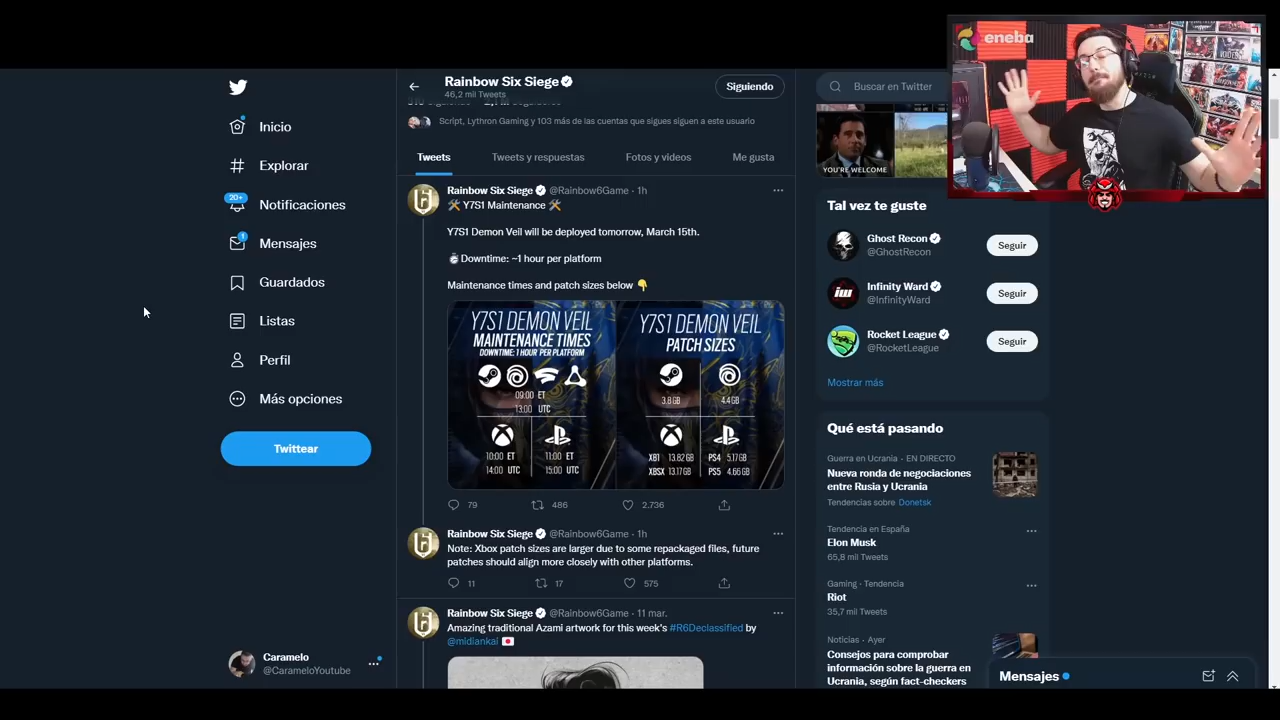 eneba
Rainbow Six Siege
46,2 mil Tweets
Siguiendo
Buscar en Twitter
Script, Lythron Gaming y 103 más de las cuentas que sigues siguen a este usuario
Tweets
Tweets y respuestas
Fotos y videos
Me gusta
Inicio
Explorar
20+
Notificaciones
1
Mensajes
Guardados
Listas
Perfil
Más opciones
Twittear
Caramelo
@CarameloYoutube
Rainbow Six Siege @Rainbow6Game · 1h
Y7S1 Maintenance
Y7S1 Demon Veil will be deployed tomorrow, March 15th.
Downtime: ~1 hour per platform
Maintenance times and patch sizes below
Y7S1 DEMON VEIL
MAINTENANCE TIMES
DOWNTIME: 1 HOUR PER PLATFORM
09:00 ET
13:00 UTC
10:00 ET
14:00 UTC
11:00 ET
15:00 UTC
Y7S1 DEMON VEIL
PATCH SIZES
3.8 GB
4.4 GB
XB1 13.82 GB
XBSX 13.17 GB
PS4 5.17 GB
PS5 4.66 GB
79
486
2.736
Rainbow Six Siege @Rainbow6Game · 1h
Note: Xbox patch sizes are larger due to some repackaged files, future
patches should align more closely with other platforms.
11
17
575
Rainbow Six Siege @Rainbow6Game · 11 mar.
Amazing traditional Azami artwork for this week's #R6Declassified by
@midiankai
YOU'RE WELCOME
Tal vez te guste
Ghost Recon
@GhostRecon
Seguir
Infinity Ward
@InfinityWard
Seguir
Rocket League
@RocketLeague
Seguir
Mostrar más
Qué está pasando
Guerra en Ucrania · EN DIRECTO
Nueva ronda de negociaciones
entre Rusia y Ucrania
Tendencias sobre Donetsk
Tendencia en España
Elon Musk
65,8 mil Tweets
Gaming · Tendencia
Riot
35,7 mil Tweets
Noticias · Ayer
Consejos para comprobar
información sobre la guerra en
Ucrania, según fact-checkers
Mensajes